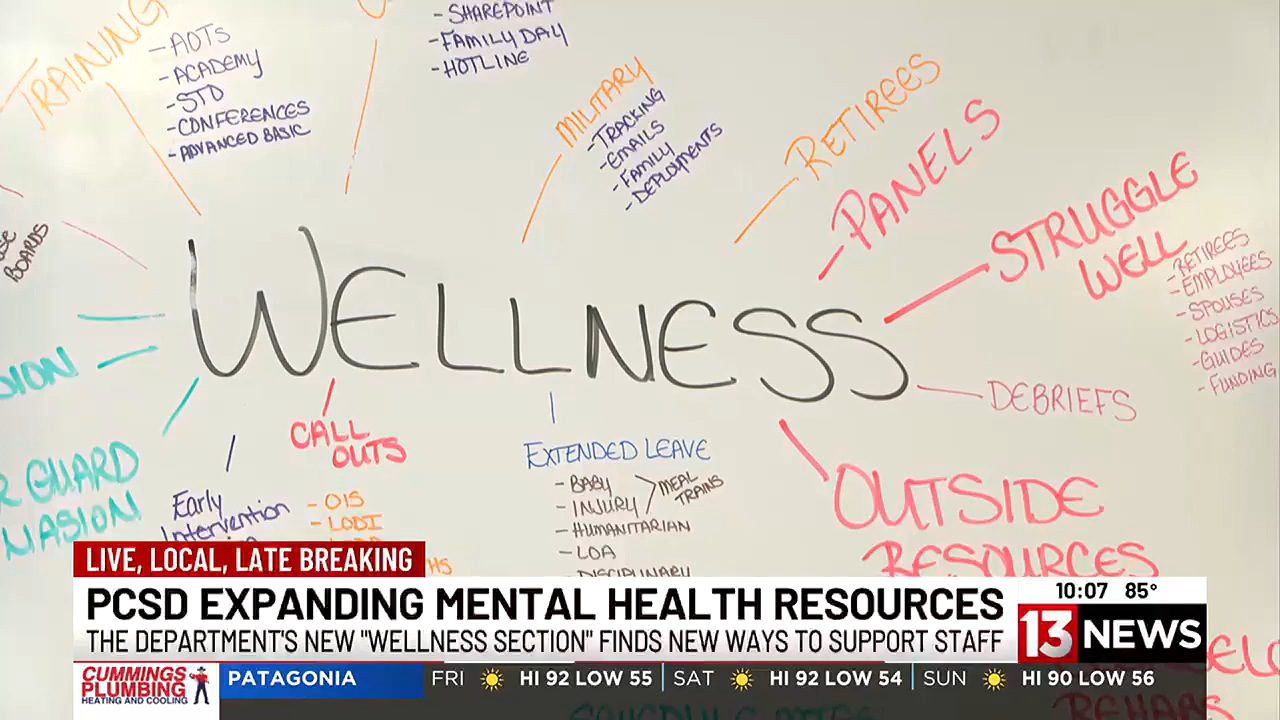 TRAINING
- AOTs
- ACADEMY
- STD
- CONFERENCES
- ADVANCED BASIC
- SHAREPOINT
- FAMILY DAY
- HOTLINE
MILITARY
- TRACKING
- EMAILS
- FAMILY
- DEPLOYMENTS
RETIREES
PANELS
STRUGGLE
WELL
- RETIREES
- EMPLOYEES
- SPOUSES
- LOGISTICS
- GUIDES
- FUNDING
BOARDS
WELLNESS
DEBRIEFS
GUARD
CALL
OUTS
- OIS
- LODI
Early
Intervention
EXTENDED LEAVE
- BABY
- INJURY
MEAL
TRAINS
- HUMANITARIAN
- LOA
- DISCIPLINARY
OUTSIDE
RESOURCES
LIVE, LOCAL, LATE BREAKING
PCSD EXPANDING MENTAL HEALTH RESOURCES
THE DEPARTMENT'S NEW "WELLNESS SECTION" FINDS NEW WAYS TO SUPPORT STAFF
10:07 85°
13 NEWS
CUMMINGS
PLUMBING
HEATING AND COOLING
PATAGONIA
FRI HI 92 LOW 55
SAT HI 92 LOW 54
SUN HI 90 LOW 56
REHABS